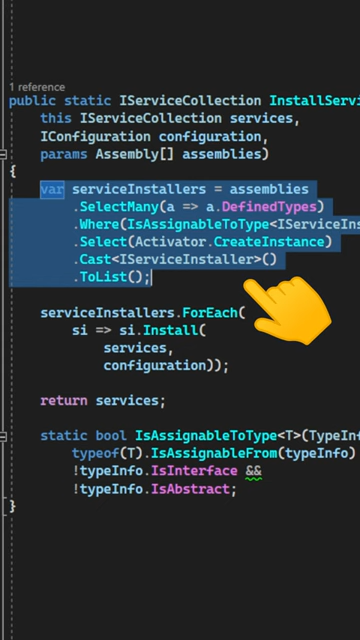 1 reference
public static IServiceCollection InstallServi
this IServiceCollection services,
IConfiguration configuration,
params Assembly[] assemblies)
{
var serviceInstallers = assemblies
.SelectMany(a => a.DefinedTypes)
.Where(IsAssignableToType<IServiceIns
.Select(Activator.CreateInstance)
.Cast<IServiceInstaller>()
.ToList();
serviceInstallers.ForEach(
si => si.Install(
services,
configuration));
return services;
static bool IsAssignableToType<T>(TypeInf
typeof(T).IsAssignableFrom(typeInfo)
!typeInfo.IsInterface &&
!typeInfo.IsAbstract;
}